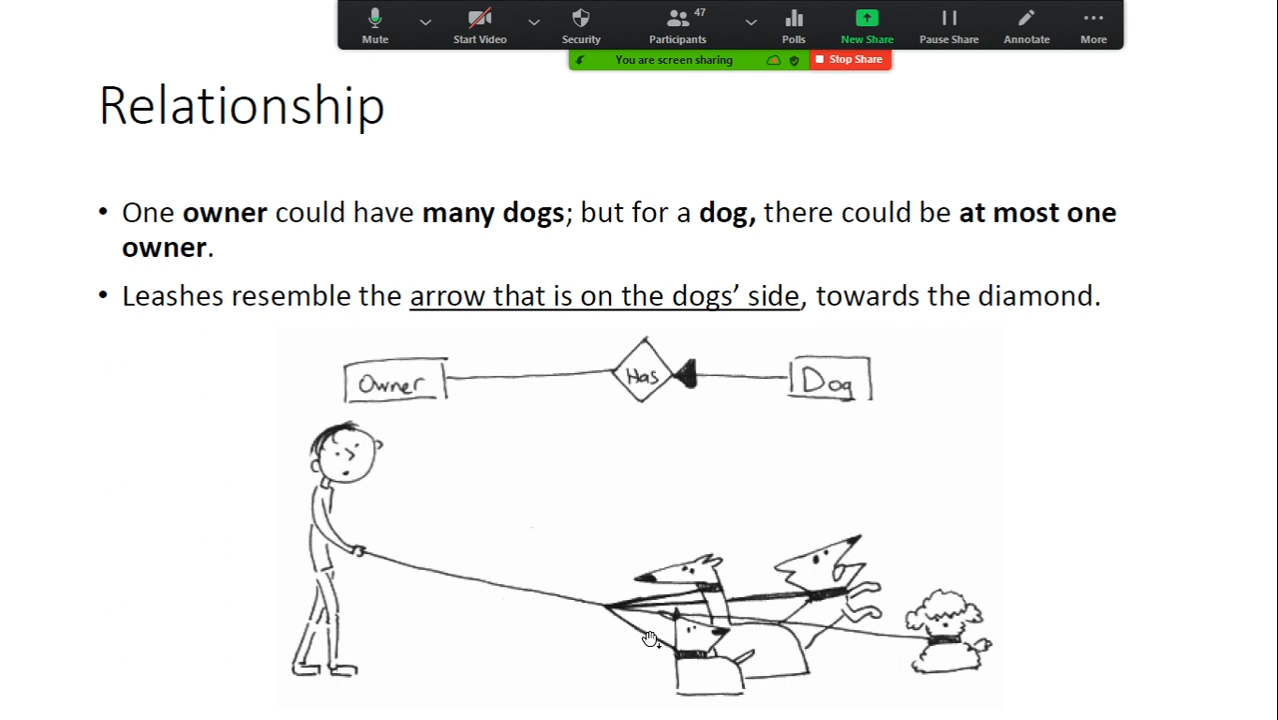 47
Mute
Start Video
Security
Participants
Polls
New Share
Pause Share
Annotate
More
You are screen sharing
Stop Share
Relationship
• One owner could have many dogs; but for a dog, there could be at most one
owner.
• Leashes resemble the arrow that is on the dogs’ side, towards the diamond.
Owner
Has
Dog